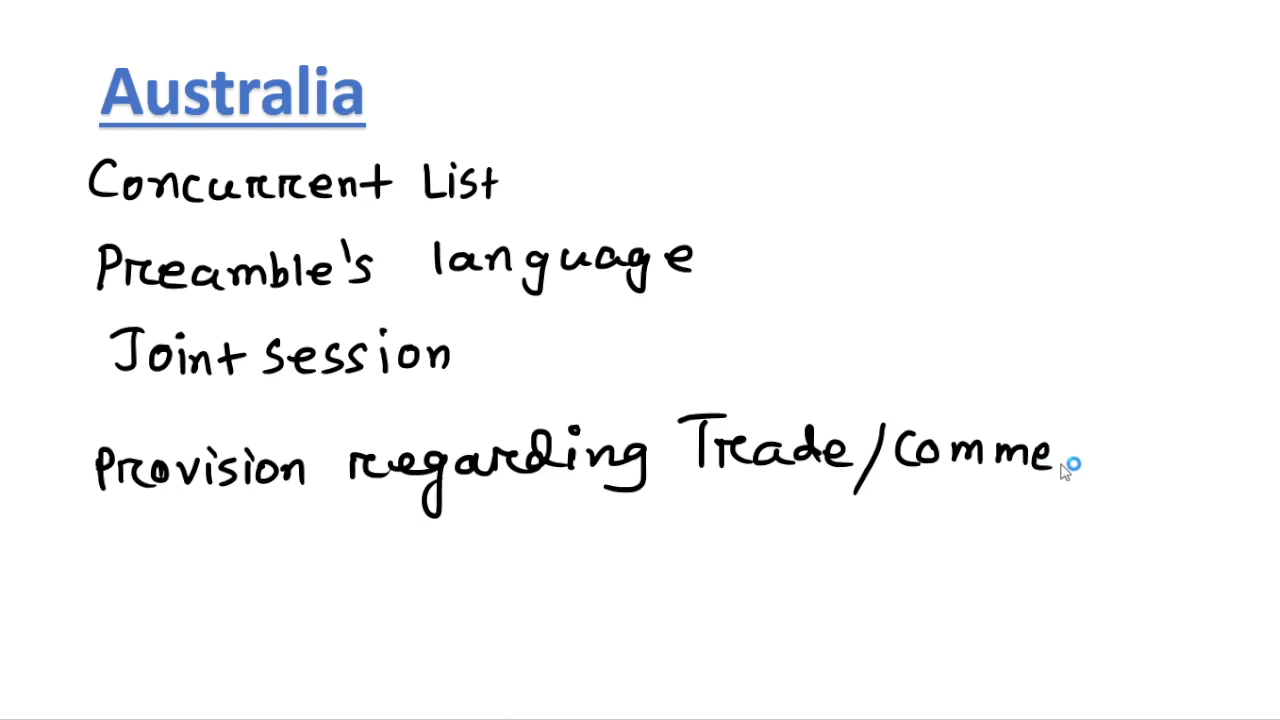 Australia
Concurrent List
Preamble's language
Joint session
Provision regarding Trade/Comme